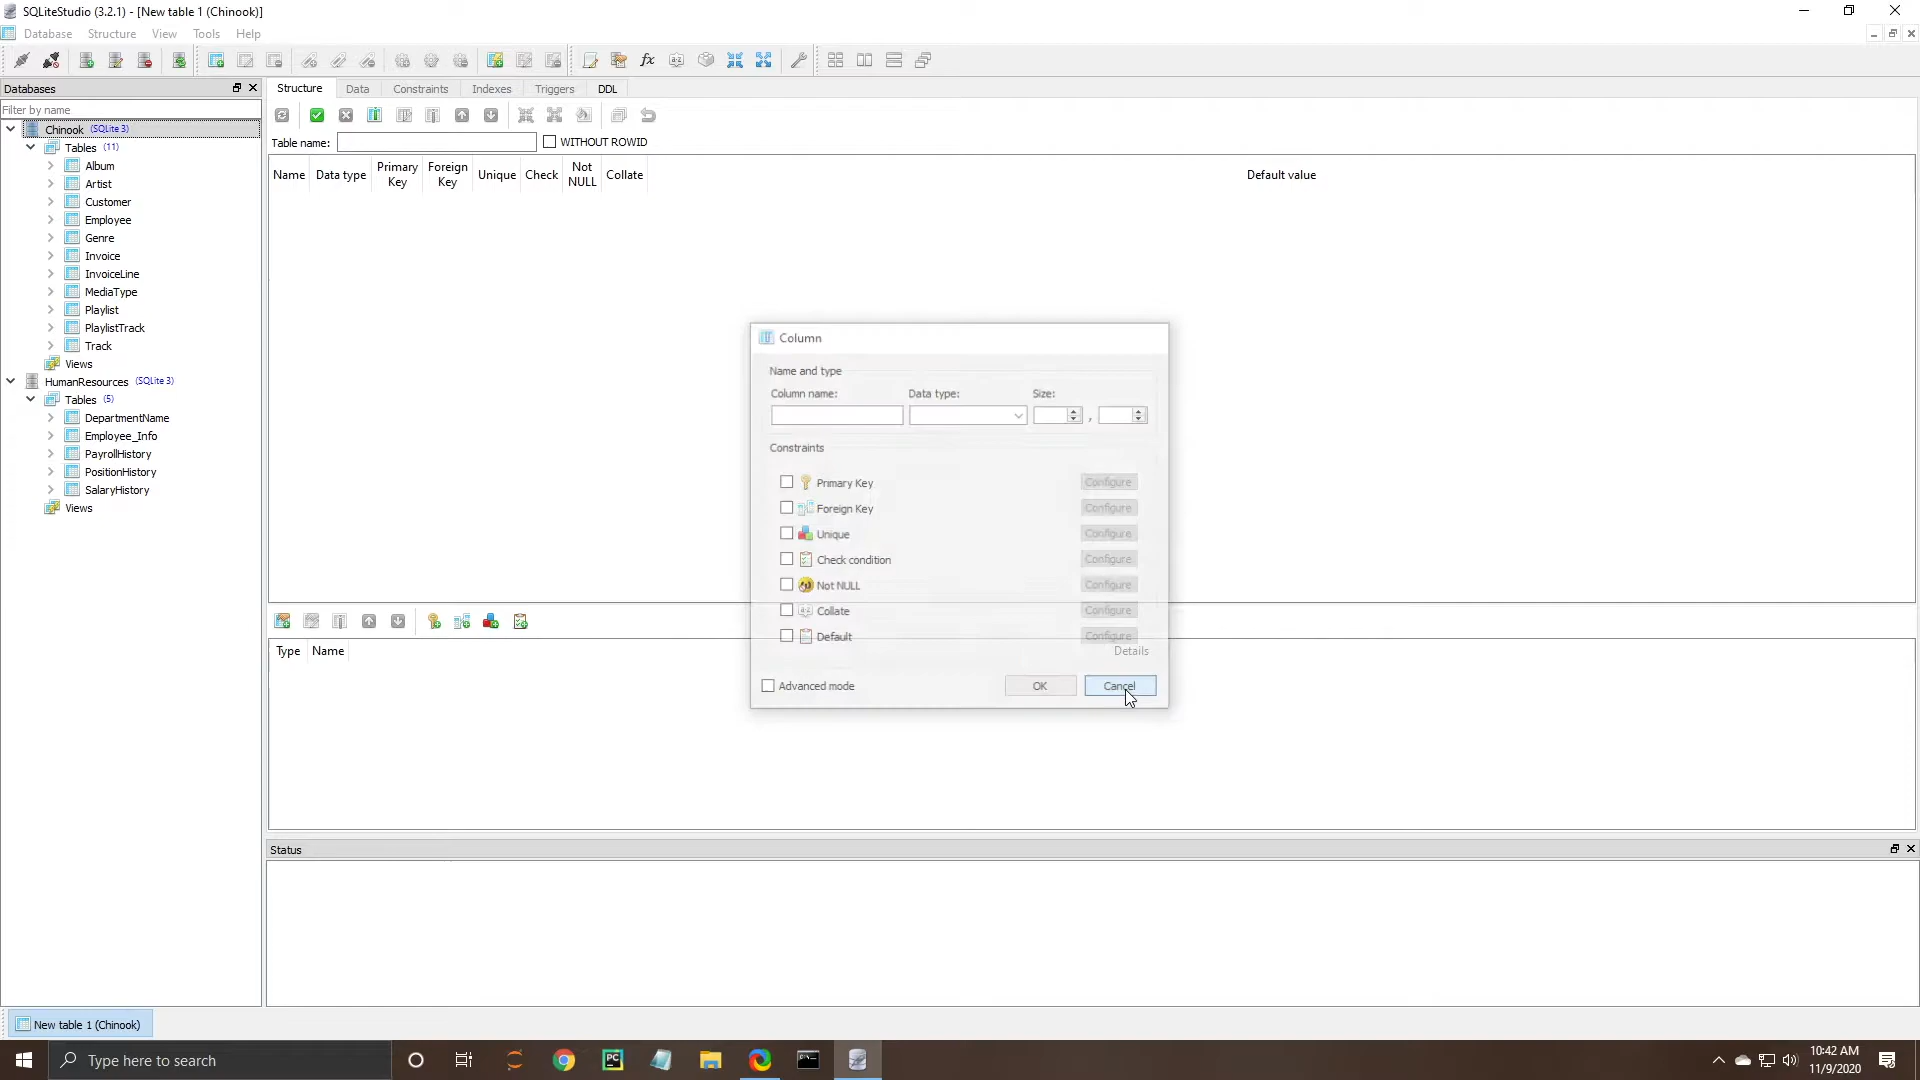 SQLiteStudio (3.2.1) - [New table 1 (Chinook)]
Database Structure View Tools Help
Databases
Filter by name
Chinook (SQLite 3)
Tables (11)
Album
Artist
Customer
Employee
Genre
Invoice
InvoiceLine
MediaType
Playlist
PlaylistTrack
Track
Views
HumanResources (SQLite 3)
Tables (5)
DepartmentName
Employee_Info
PayrollHistory
PositionHistory
SalaryHistory
Views
Structure Data Constraints Indexes Triggers DDL
Table name: WITHOUT ROWID
Name Data type Primary Key Foreign Key Unique Check Not NULL Collate Default value
Column
Name and type
Column name: Data type: Size:
,
Constraints
Primary Key Configure
Foreign Key Configure
Unique Configure
Check condition Configure
Not NULL Configure
Collate Configure
Default Configure
Advanced mode OK Cancel
Type Name Details
Status
New table 1 (Chinook)
Type here to search
10:42 AM
11/9/2020